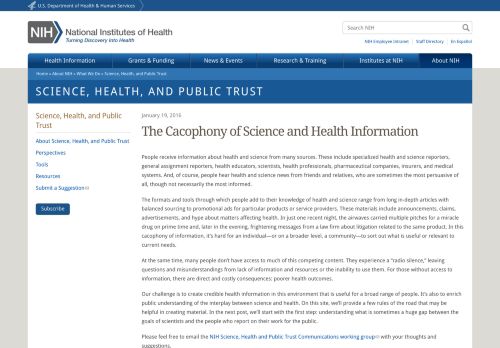 U.S. Department of Health & Human Services
NIH National Institutes of Health
Turning Discovery Into Health
Search NIH
NIH Employee Intranet | Staff Directory | En Español
Health Information Grants & Funding News & Events Research & Training Institutes at NIH About NIH
Home » About NIH » What We Do » Science, Health, and Public Trust
SCIENCE, HEALTH, AND PUBLIC TRUST
Science, Health, and Public
Trust
About Science, Health, and Public Trust
Perspectives
Tools
Resources
Submit a Suggestion
Subscribe
January 19, 2016
The Cacophony of Science and Health Information
People receive information about health and science from many sources. These include specialized health and science reporters,
general assignment reporters, health educators, scientists, health professionals, pharmaceutical companies, insurers, and medical
systems. And, of course, people hear health and science news from friends and relatives, who are sometimes the most persuasive of
all, though not necessarily the most informed.
The formats and tools through which people add to their knowledge of health and science range from long in-depth articles with
balanced sourcing to promotional ads for particular products or service providers. These materials include announcements, claims,
advertisements, and hype about matters affecting health. In just one recent night, the airwaves carried multiple pitches for a miracle
drug on prime time and, later in the evening, frightening messages from a law firm about litigation related to the same product. In this
cacophony of information, it's hard for an individual—or on a broader level, a community—to sort out what is useful or relevant to
current needs.
At the same time, many people don't have access to much of this competing content. They experience a "radio silence," leaving
questions and misunderstandings from lack of information and resources or the inability to use them. For those without access to
information, there are direct and costly consequences: poorer health outcomes.
Our challenge is to create credible health information in this environment that is useful for a broad range of people. It's also to enrich
public understanding of the interplay between science and health. On this site, we'll provide a few rules of the road that may be
helpful in creating material. In the next post, we'll start with the first step: understanding what is sometimes a huge gap between the
goals of scientists and the people who report on their work for the public.
Please feel free to email the NIH Science, Health and Public Trust Communications working group with your thoughts and
suggestions.